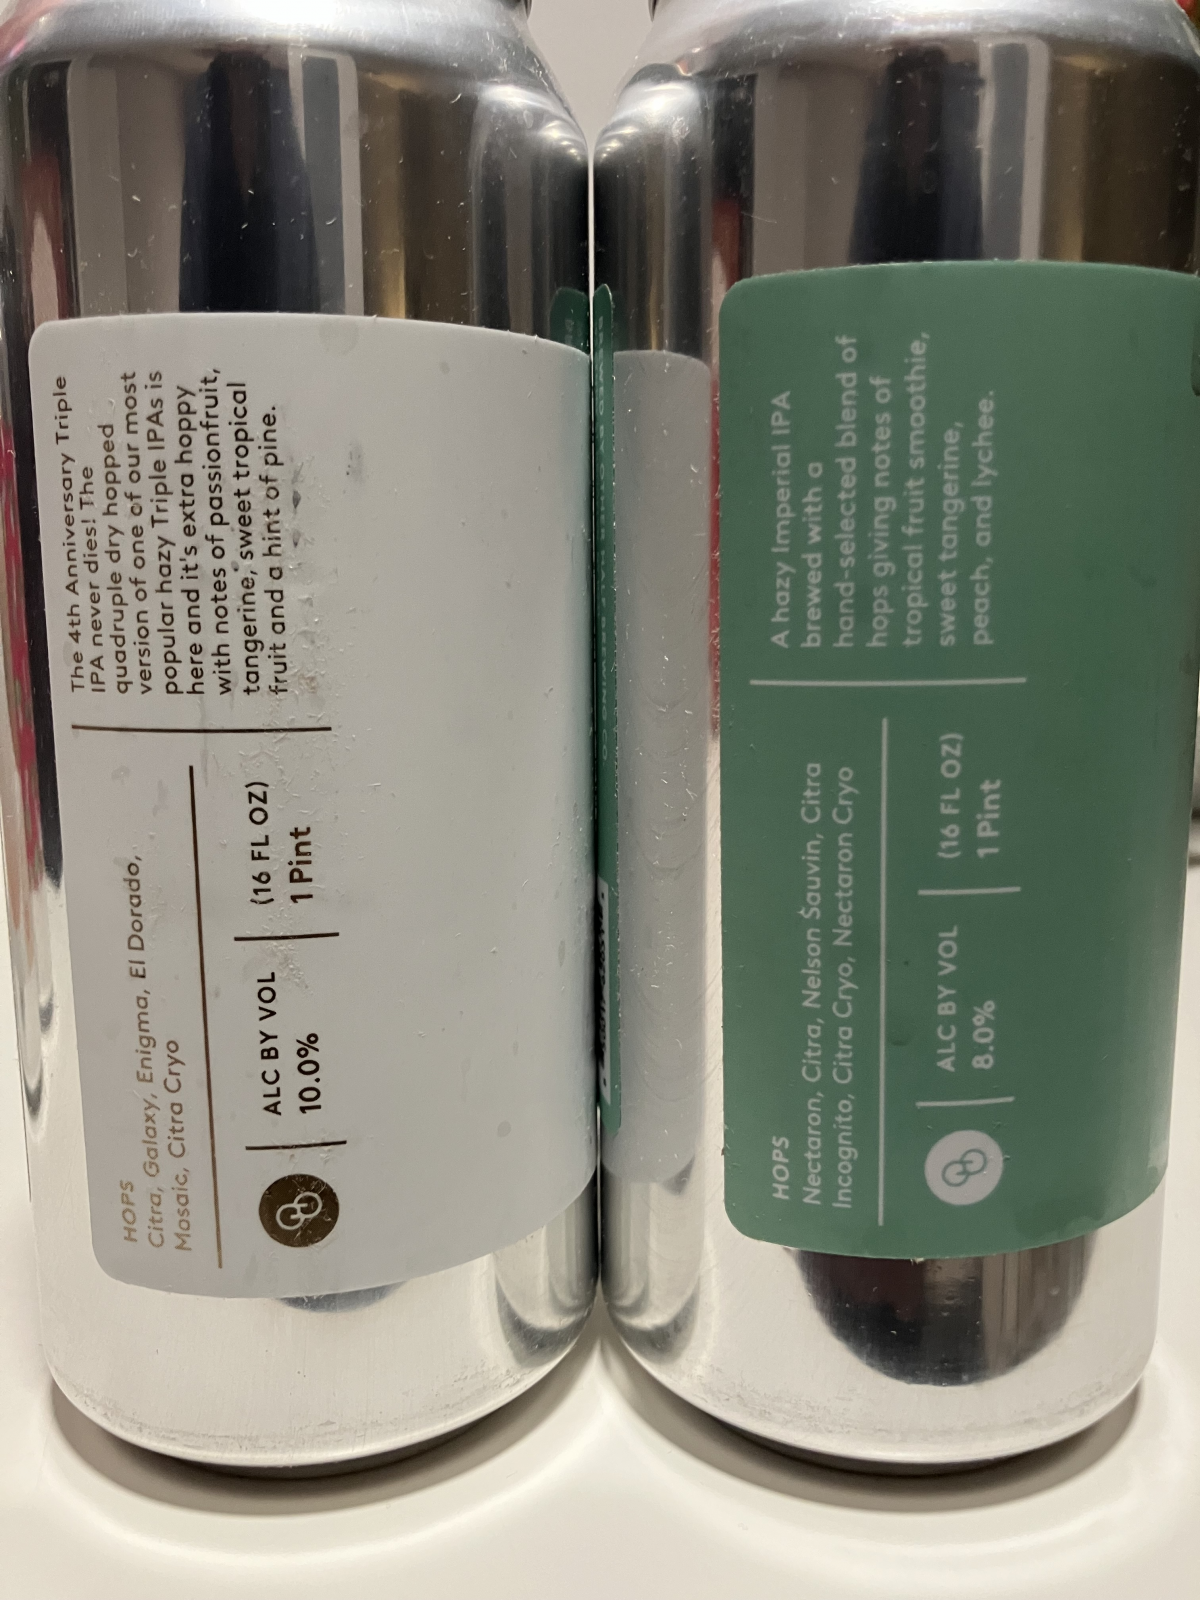 The 4th Anniversary Triple
IPA never dies! The
quadruple dry hopped
version of one of our most
popular hazy Triple IPAs is
here and it's extra hoppy
with notes of passionfruit,
tangerine, sweet tropical
fruit and a hint of pine.
HOPS
Citra, Galaxy, Enigma, El Dorado,
Mosaic, Citra Cryo
ALC BY VOL
10.0%
(16 FL OZ)
1 Pint
A hazy Imperial IPA
brewed with a
hand-selected blend of
hops giving notes of
tropical fruit smoothie,
sweet tangerine,
peach, and lychee.
HOPS
Nectaron, Citra, Nelson Sauvin, Citra
Incognito, Citra Cryo, Nectaron Cryo
ALC BY VOL
8.0%
(16 FL OZ)
1 Pint